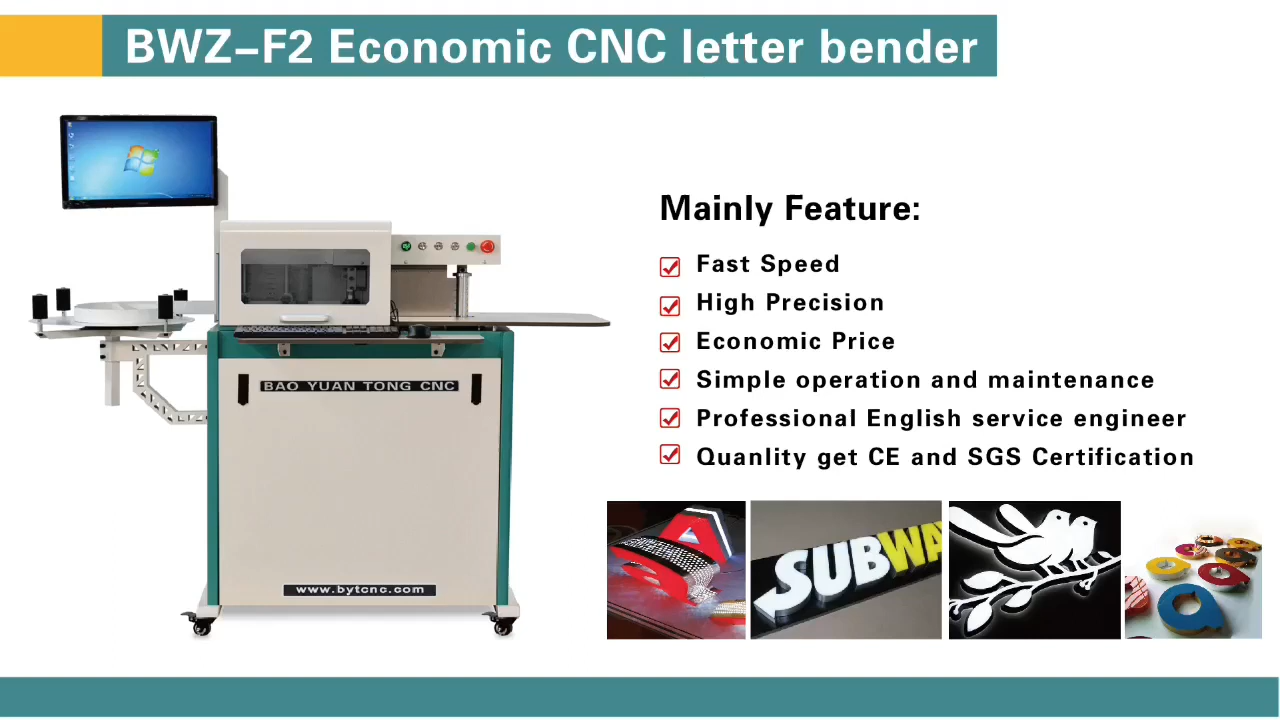 BWZ-F2 Economic CNC letter bender
Mainly Feature:
Fast Speed
High Precision
Economic Price
Simple operation and maintenance
Professional English service engineer
Quanlity get CE and SGS Certification
BAO YUAN TONG CNC
www.bytcnc.com
SUBWA